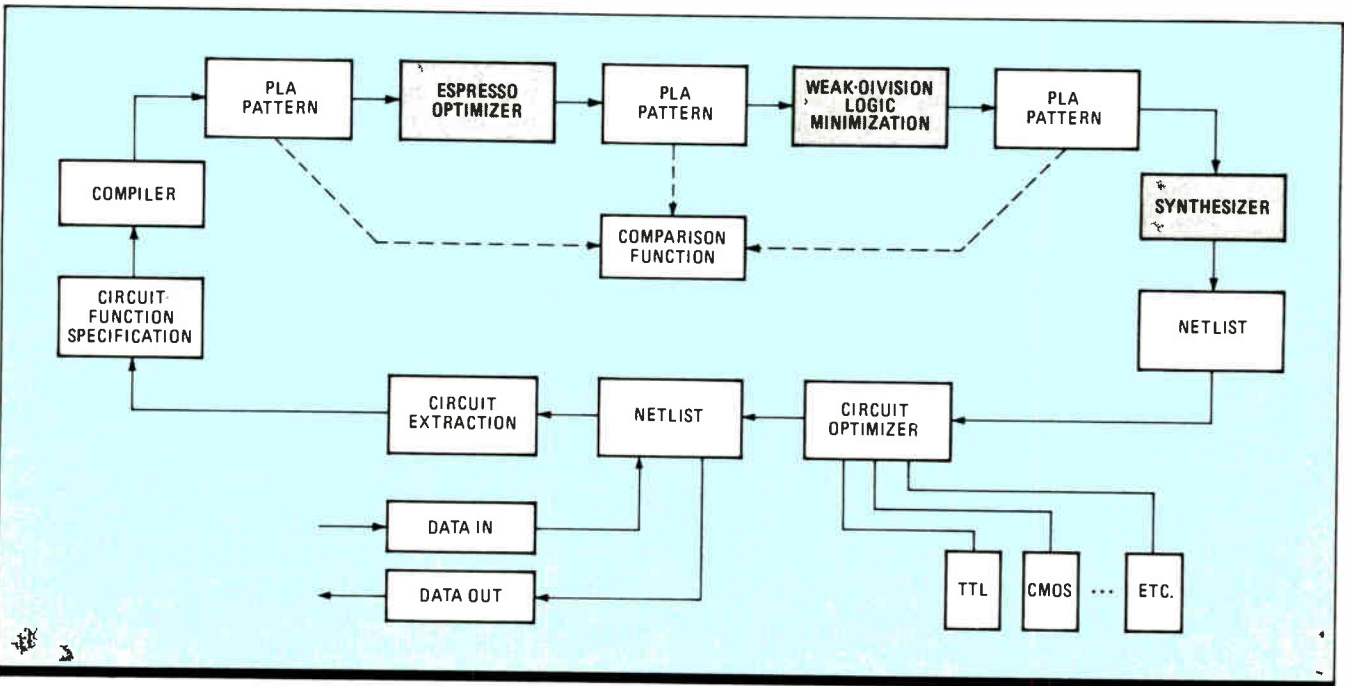 PLA
PATTERN
ESPRESSO
OPTIMIZER
PLA
PATTERN
WEAK-DIVISION
LOGIC
MINIMIZATION
PLA
PATTERN
COMPILER
SYNTHESIZER
COMPARISON
FUNCTION
CIRCUIT-
FUNCTION
SPECIFICATION
NETLIST
CIRCUIT
EXTRACTION
NETLIST
CIRCUIT
OPTIMIZER
DATA IN
DATA OUT
TTL
CMOS
...
ETC.